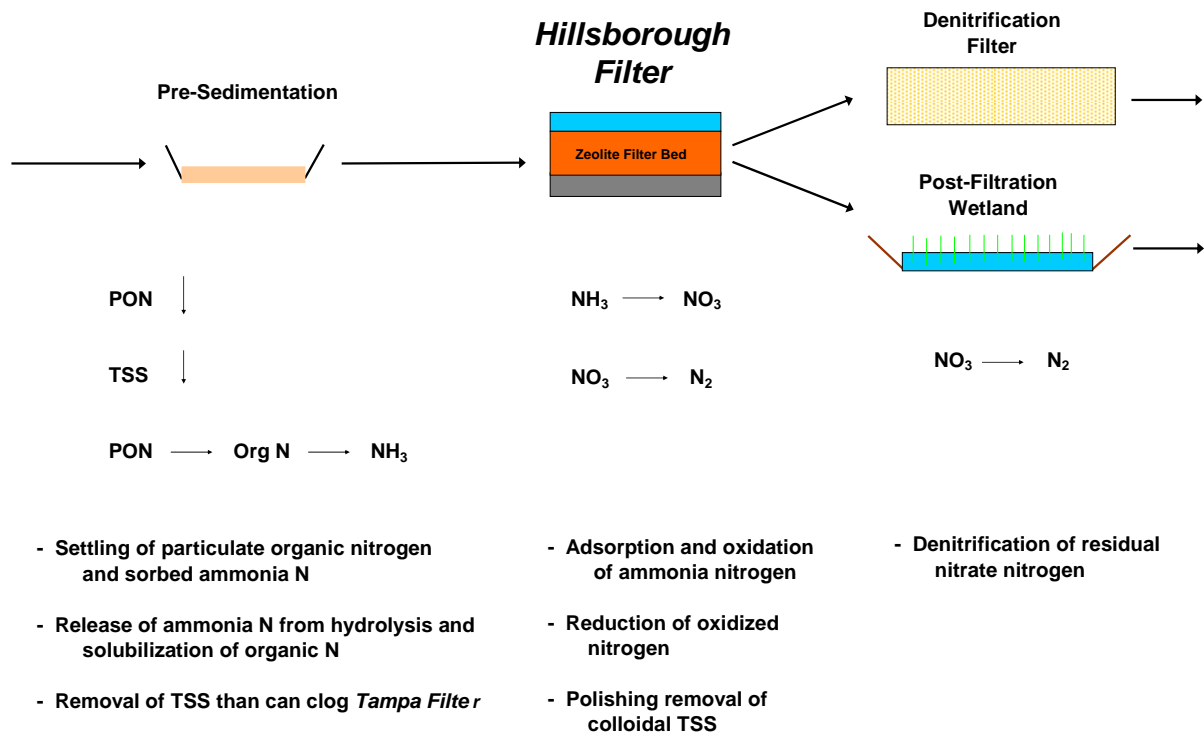 Pre-Sedimentation
Hillsborough
Filter
Zeolite Filter Bed
Denitrification
Filter
Post-Filtration
Wetland
PON
TSS
PON Org N NH₃
NH₃ NO₃
NO₃ N₂
NO₃ N₂
- Settling of particulate organic nitrogen
and sorbed ammonia N
- Release of ammonia N from hydrolysis and
solubilization of organic N
- Removal of TSS than can clog Tampa Filter
- Adsorption and oxidation
of ammonia nitrogen
- Reduction of oxidized
nitrogen
- Polishing removal of
colloidal TSS
- Denitrification of residual
nitrate nitrogen